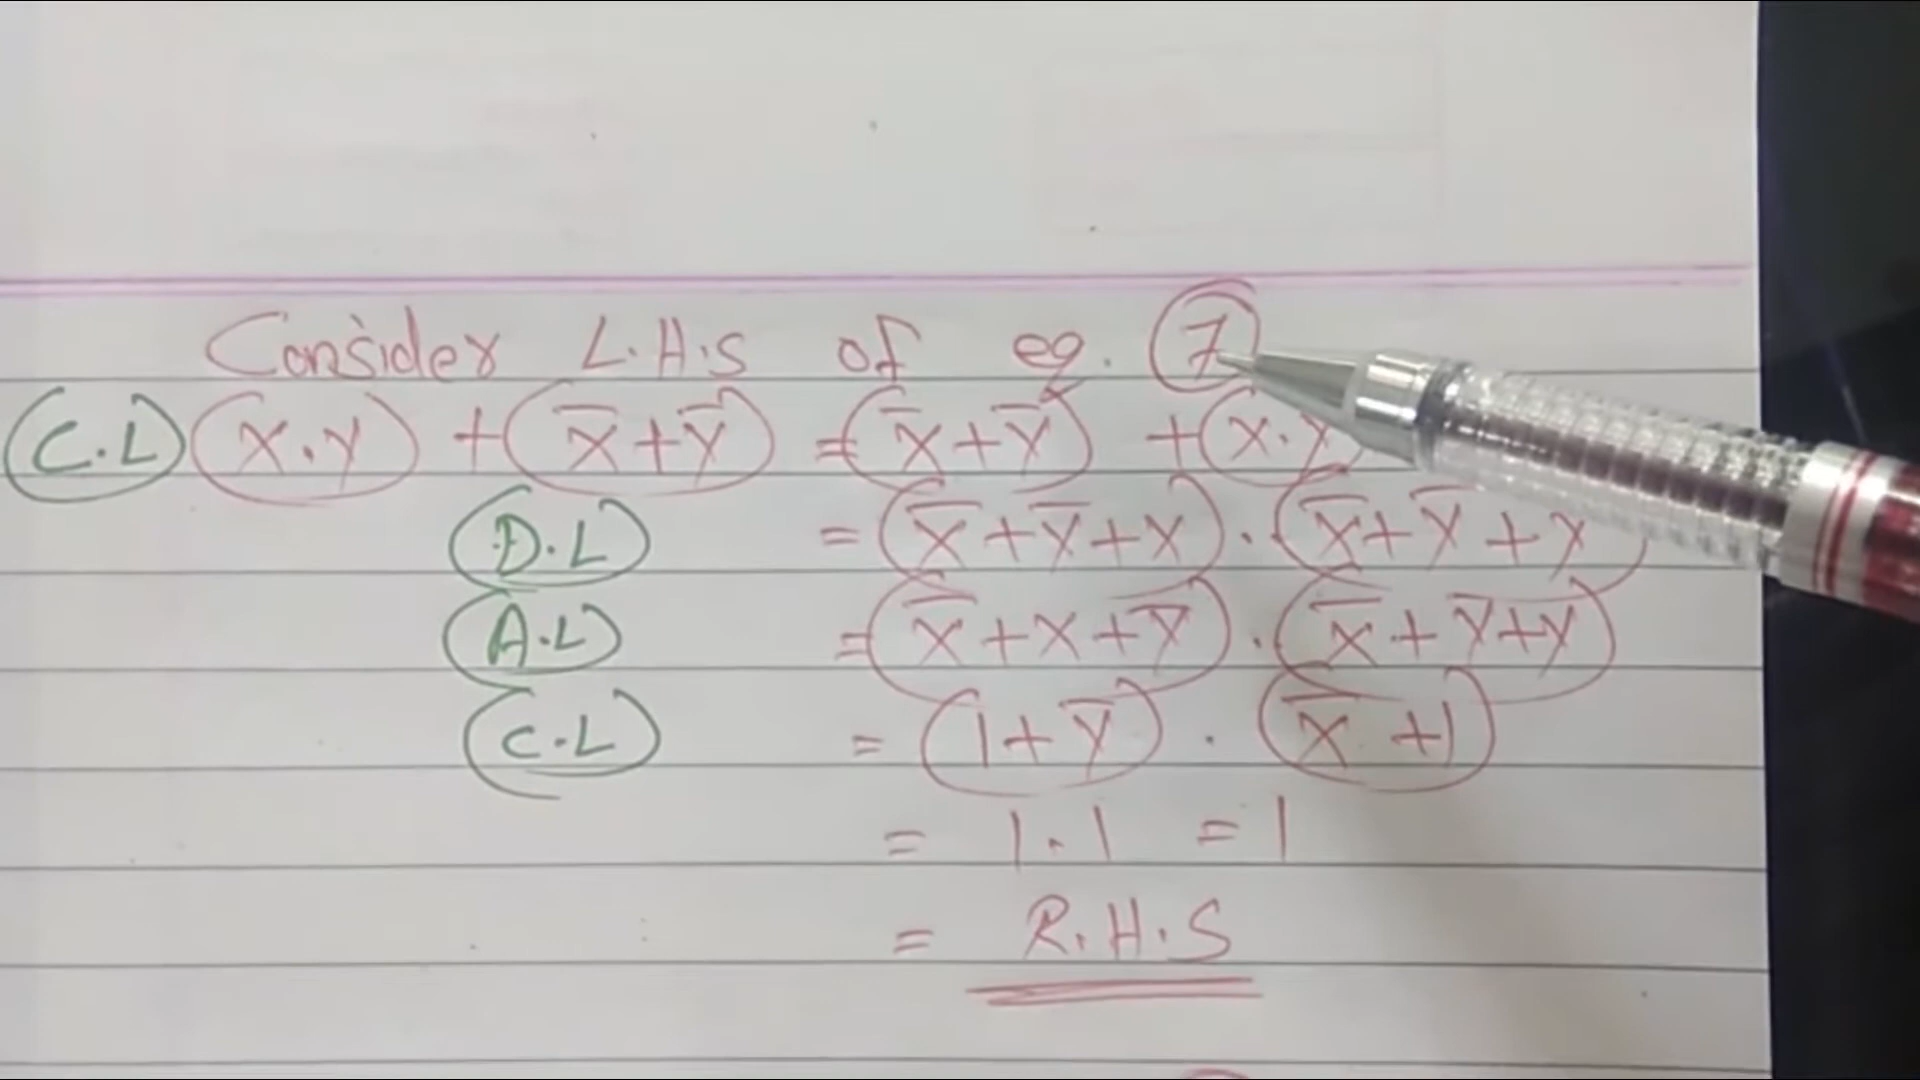 Consider L.H.S of eq. 7
C.L (X.Y) + (X̅+Y̅) = (X̅+Y̅) + (X.Y
D.L = (X̅+Y̅+X) . (X̅+Y̅+Y)
A.L = (X̅+X+Y̅) . (X̅+Y̅+Y)
C.L = (1+Y̅) . (X̅+1)
= 1.1 = 1
= R.H.S